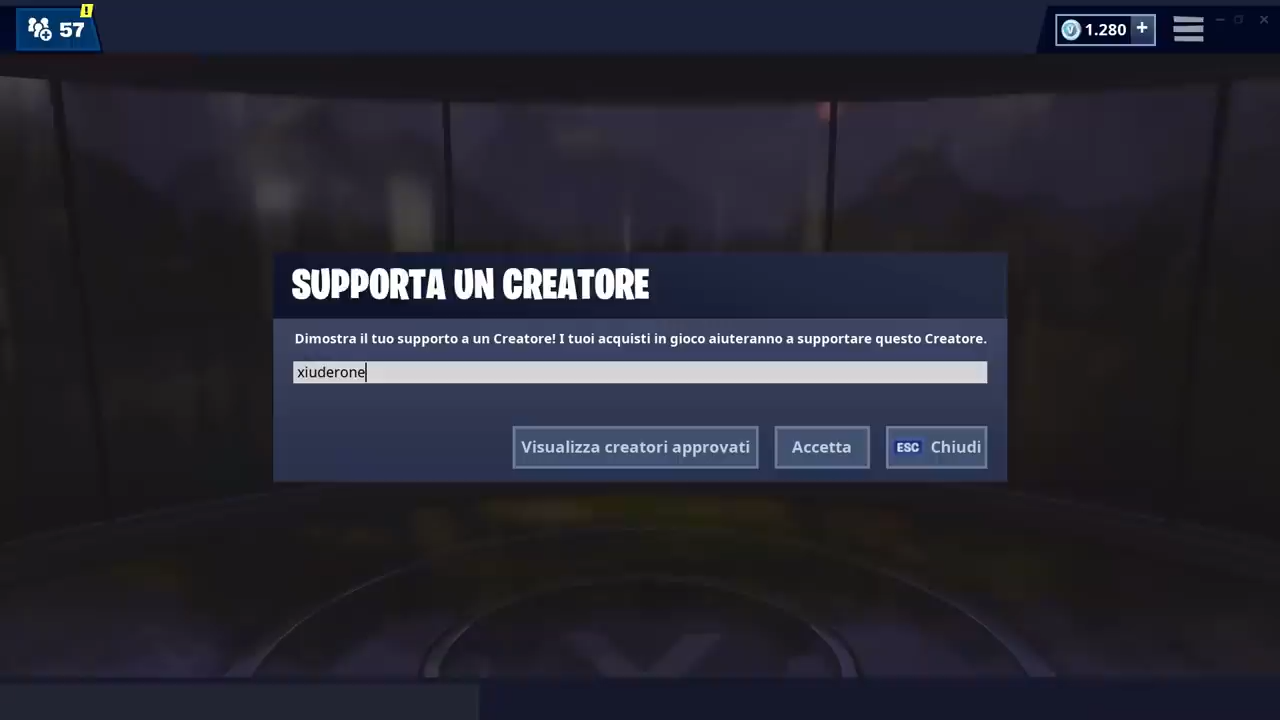 57
!
1.280 +
SUPPORTA UN CREATORE
Dimostra il tuo supporto a un Creatore! I tuoi acquisti in gioco aiuteranno a supportare questo Creatore.
xiuderone
Visualizza creatori approvati
Accetta
ESC Chiudi